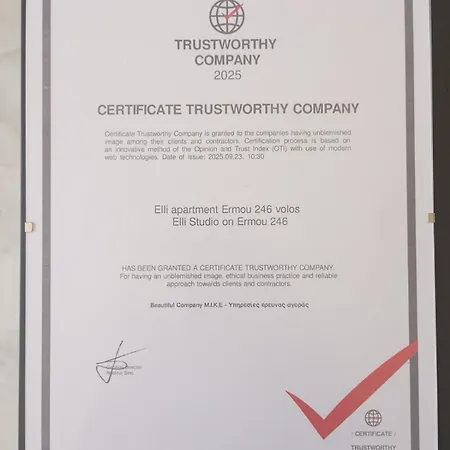 TRUSTWORTHY
COMPANY
2025
CERTIFICATE TRUSTWORTHY COMPANY
Certificate Trustworthy Company is granted to the companies having unblemished
image among their clients and contractors. Certification process is based on
an innovative method of the Opinion and Trust Index (OTI) with use of modern
web technologies. Date of issue: 2025.09.23. 10:30
Elli apartment Ermou 246 volos
Elli Studio on Ermou 246
HAS BEEN GRANTED A CERTIFICATE TRUSTWORTHY COMPANY.
For having an unblemished image, ethical business practice and reliable
approach towards clients and contractors.
Beautiful Company M.I.K.E - Υπηρεσίες έρευνας αγοράς
CERTIFICATE
TRUSTWORTHY